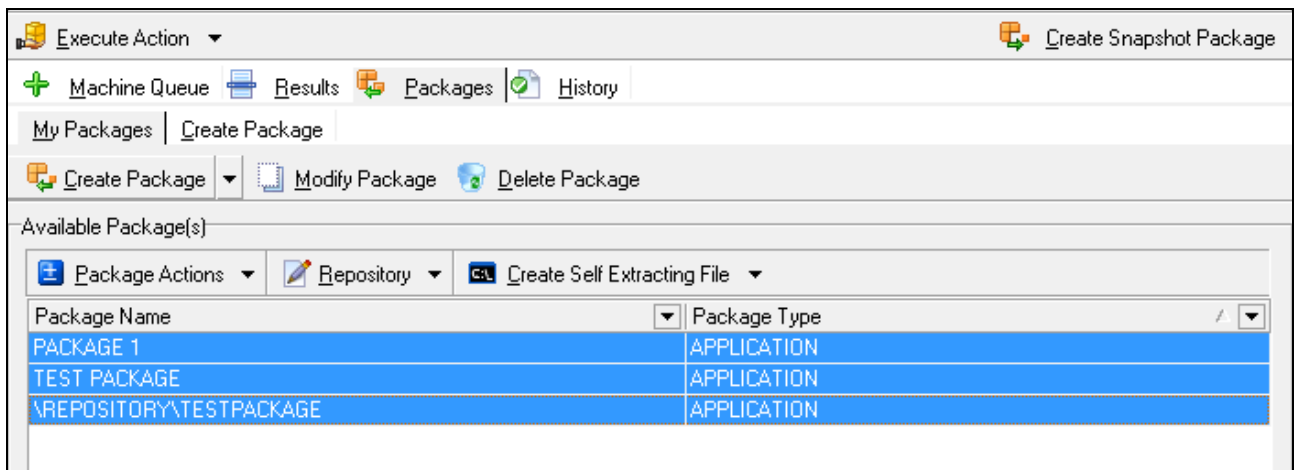 Execute Action Create Snapshot Package
Machine Queue Results Packages History
My Packages Create Package
Create Package Modify Package Delete Package
Available Package(s)
Package Actions Repository C:\ Create Self Extracting File
Package Name Package Type
PACKAGE 1 APPLICATION
TEST PACKAGE APPLICATION
\REPOSITORY\TESTPACKAGE APPLICATION